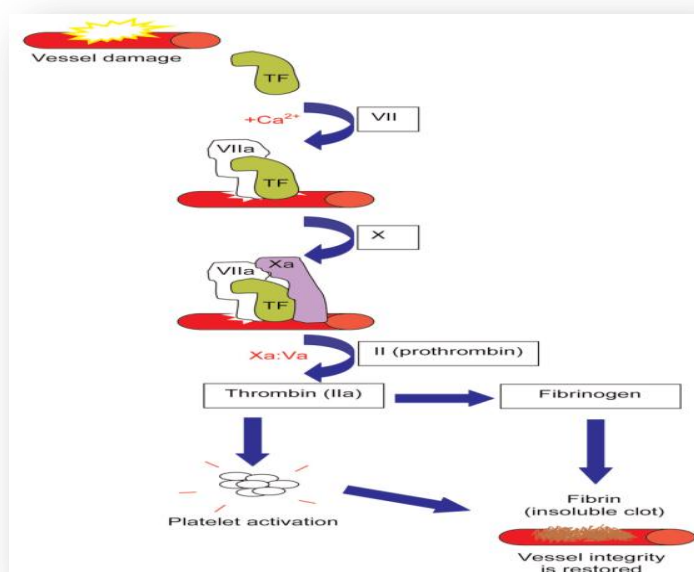 Vessel damage
TF
+Ca²⁺
VII
VIIa
TF
X
VIIa
Xa
TF
Xa:Va
II (prothrombin)
Thrombin (IIa)
Fibrinogen
Platelet activation
Fibrin
(insoluble clot)
Vessel integrity
is restored